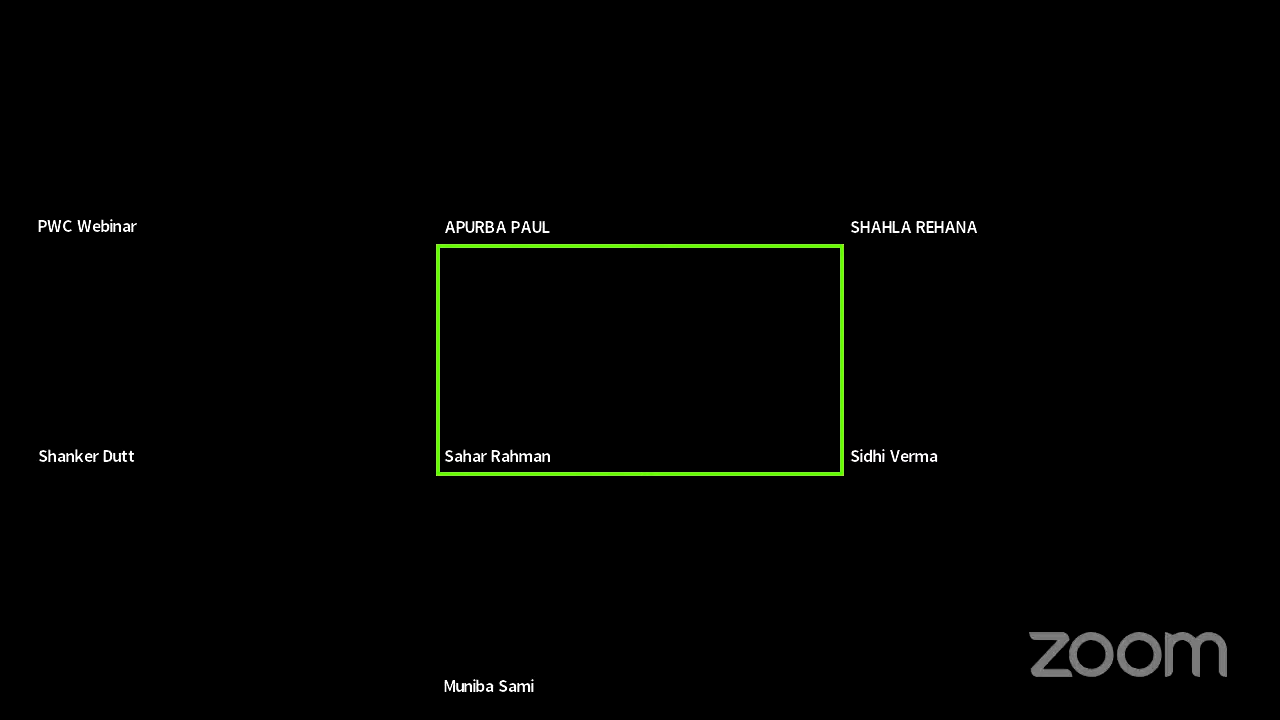 PWC Webinar
APURBA PAUL
SHAHLA REHANA
Shanker Dutt
Sahar Rahman
Sidhi Verma
Muniba Sami
zoom